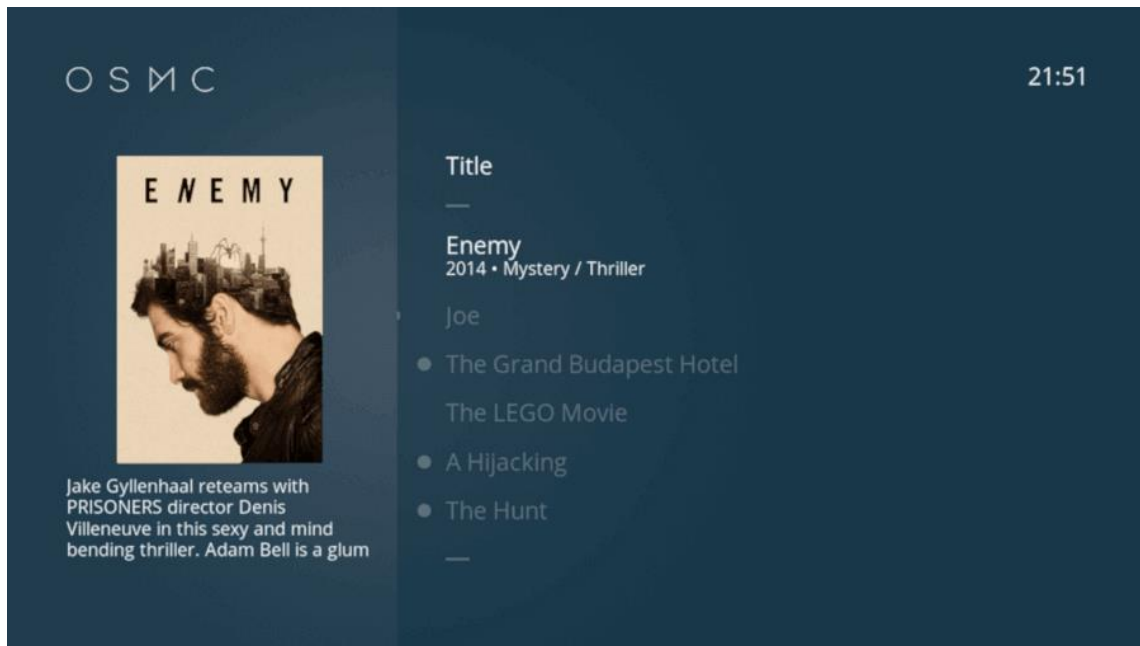 OSMC
21:51
ENEMY
Jake Gyllenhaal reteams with
PRISONERS director Denis
Villeneuve in this sexy and mind
bending thriller. Adam Bell is a glum
Title
Enemy
2014 • Mystery / Thriller
Joe
The Grand Budapest Hotel
The LEGO Movie
A Hijacking
The Hunt